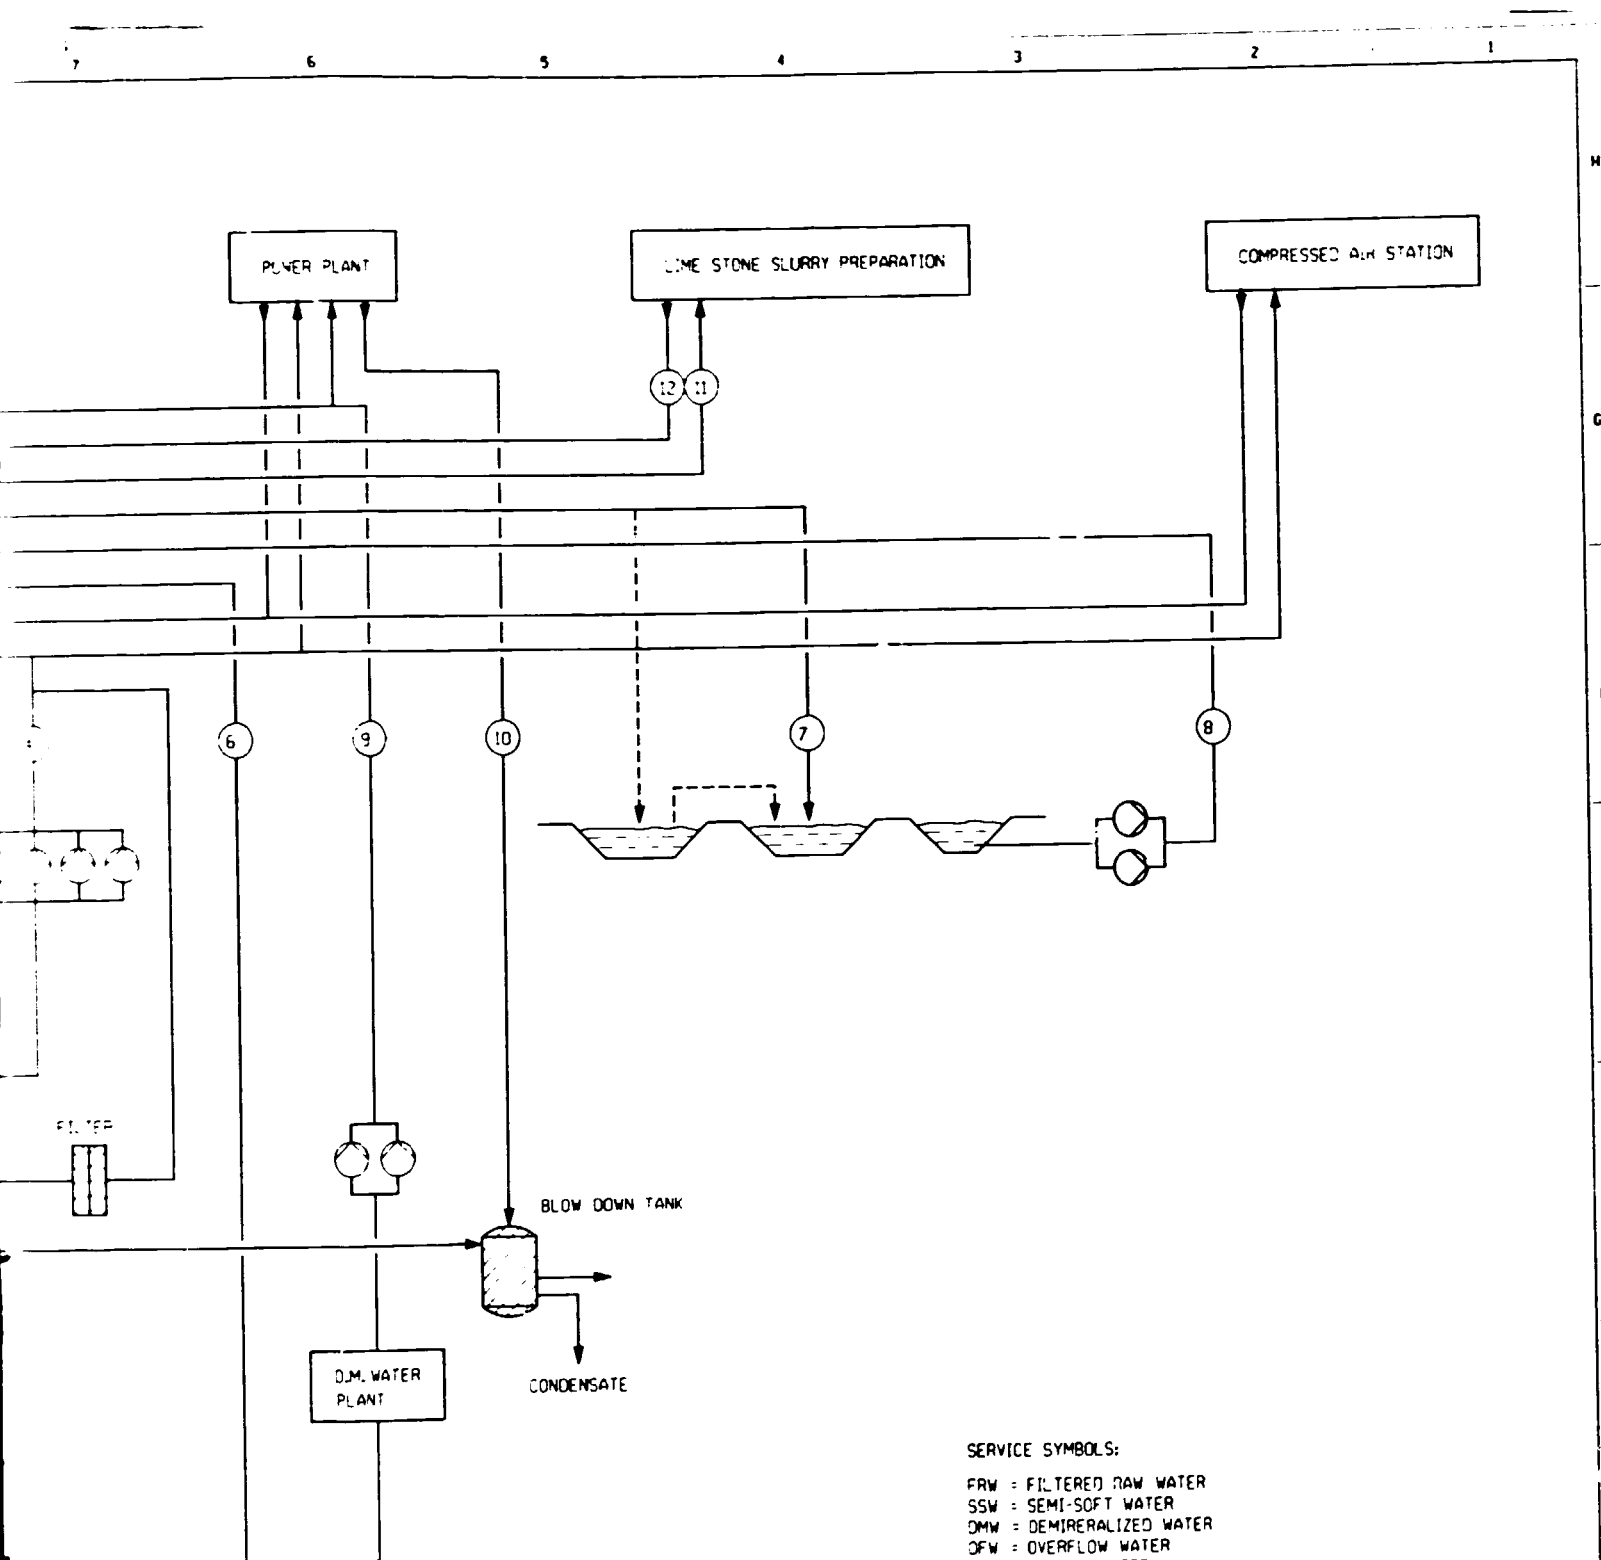 7 6 5 4 3 2 1
H
POWER PLANT
LIME STONE SLURRY PREPARATION
COMPRESSED AIR STATION
12 11
G
6 9 10 7 8
FILTER
BLOW DOWN TANK
D.M. WATER
PLANT
CONDENSATE
SERVICE SYMBOLS:
FRW = FILTERED RAW WATER
SSW = SEMI-SOFT WATER
DMW = DEMIRERALIZED WATER
OFW = OVERFLOW WATER